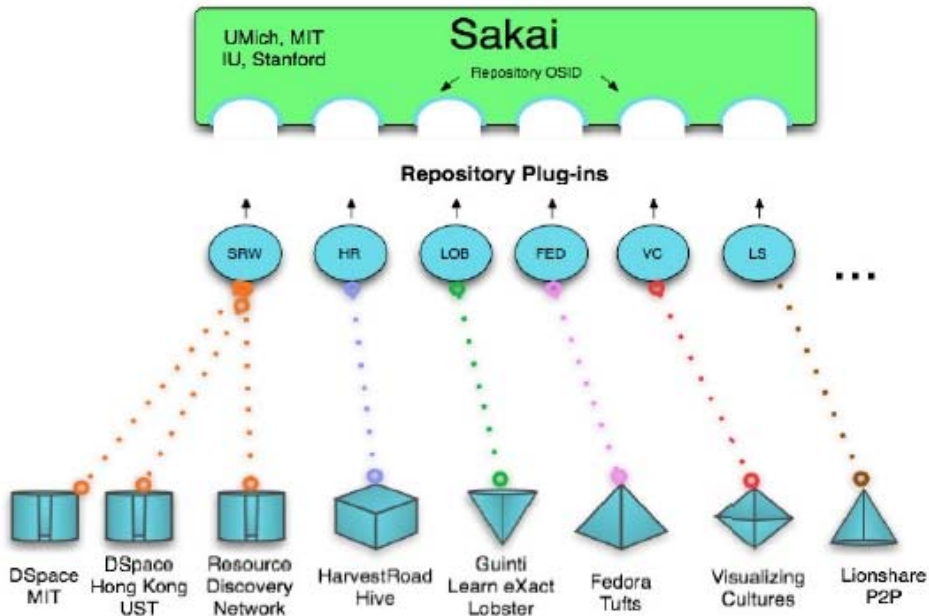 UMich, MIT
IU, Stanford
Sakai
Repository OSID
Repository Plug-ins
SRW
HR
LOB
FED
VC
LS
...
DSpace
MIT
DSpace
Hong Kong
UST
Resource
Discovery
Network
HarvestRoad
Hive
Guinti
Learn eXact
Lobster
Fedora
Tufts
Visualizing
Cultures
Lionshare
P2P